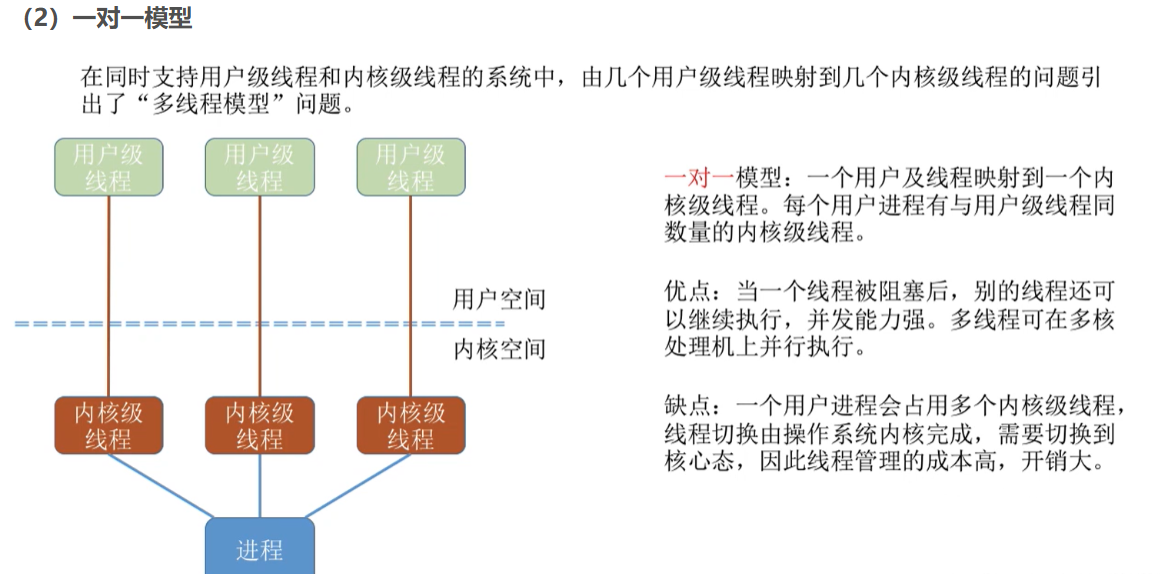 （2）一对一模型
在同时支持用户级线程和内核级线程的系统中，由几个用户级线程映射到几个内核级线程的问题引
出了“多线程模型”问题。
用户级
线程
用户级
线程
用户级
线程
用户空间
内核空间
内核级
线程
内核级
线程
内核级
线程
进程
一对一模型：一个用户及线程映射到一个内
核级线程。每个用户进程有与用户级线程同
数量的内核级线程。
优点：当一个线程被阻塞后，别的线程还可
以继续执行，并发能力强。多线程可在多核
处理机上并行执行。
缺点：一个用户进程会占用多个内核级线程，
线程切换由操作系统内核完成，需要切换到
核心态，因此线程管理的成本高，开销大。